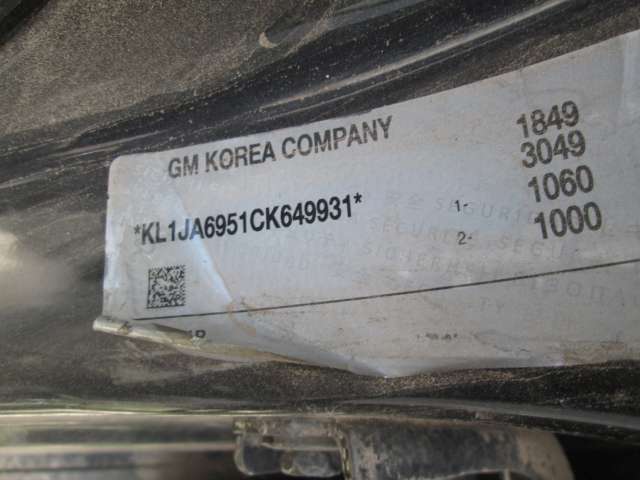 GM KOREA COMPANY
*KL1JA6951CK649931*
1849
3049
1- 1060
2- 1000